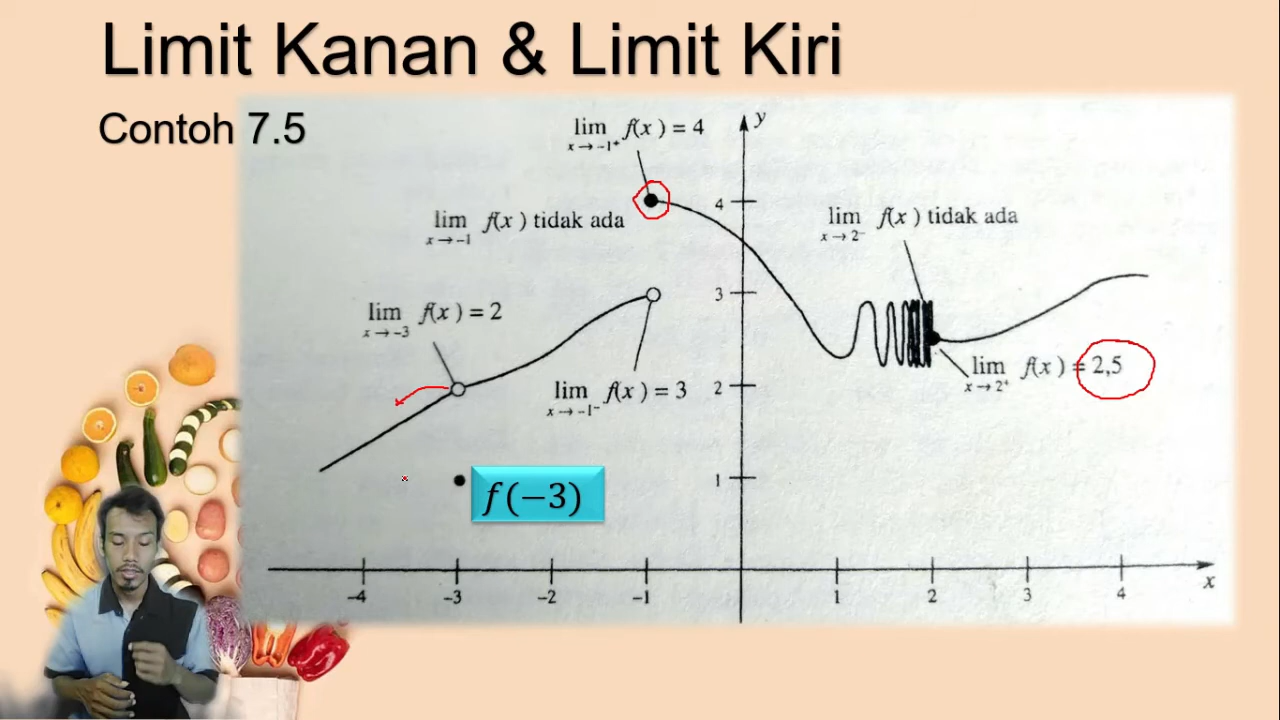 Limit Kanan & Limit Kiri
Contoh 7.5
lim f(x) = 4
x → -1⁺
y
4
lim f(x) tidak ada
x → -1
lim f(x) tidak ada
x → 2⁻
3
lim f(x) = 2
x → -3
lim f(x) = 2,5
x → 2⁺
lim f(x) = 3
x → -1⁻
2
1
f(−3)
-4 -3 -2 -1 1 2 3 4 x